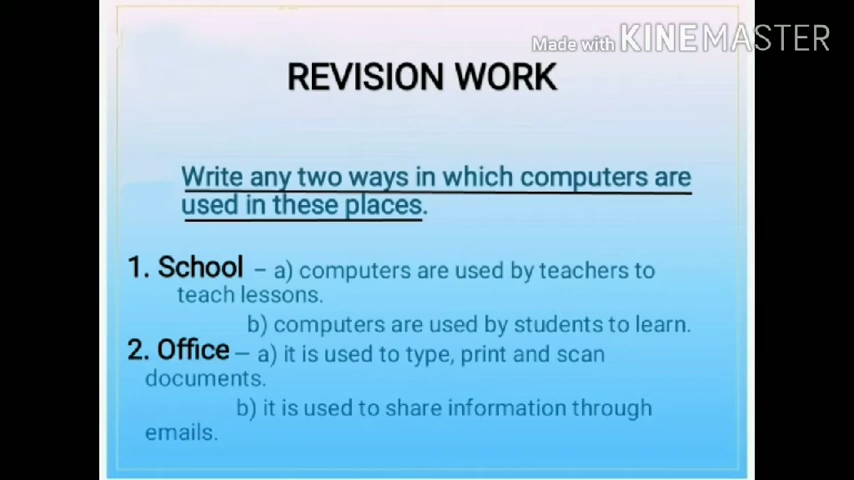 Made with KINEMASTER
REVISION WORK
Write any two ways in which computers are
used in these places.
1. School – a) computers are used by teachers to
teach lessons.
b) computers are used by students to learn.
2. Office – a) it is used to type, print and scan
documents.
b) it is used to share information through
emails.